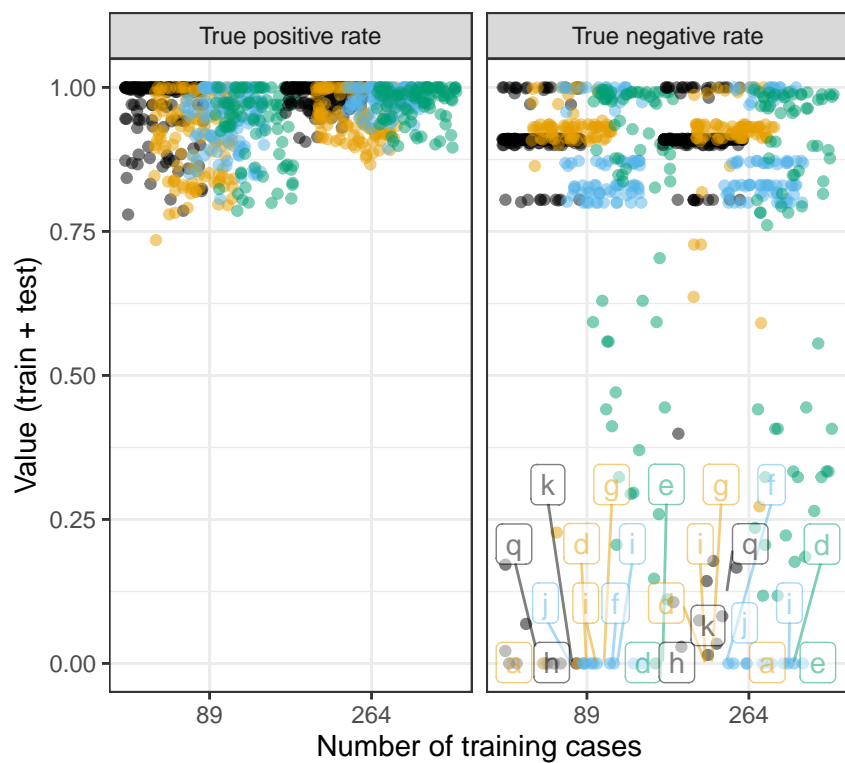 True positive rate
True negative rate
1.00
0.75
0.50
0.25
0.00
Value (train + test)
k
g
e
g
f
q
d
i
i
q
d
j
i
f
d
k
j
i
a
h
d
h
a
e
89
264
89
264
Number of training cases